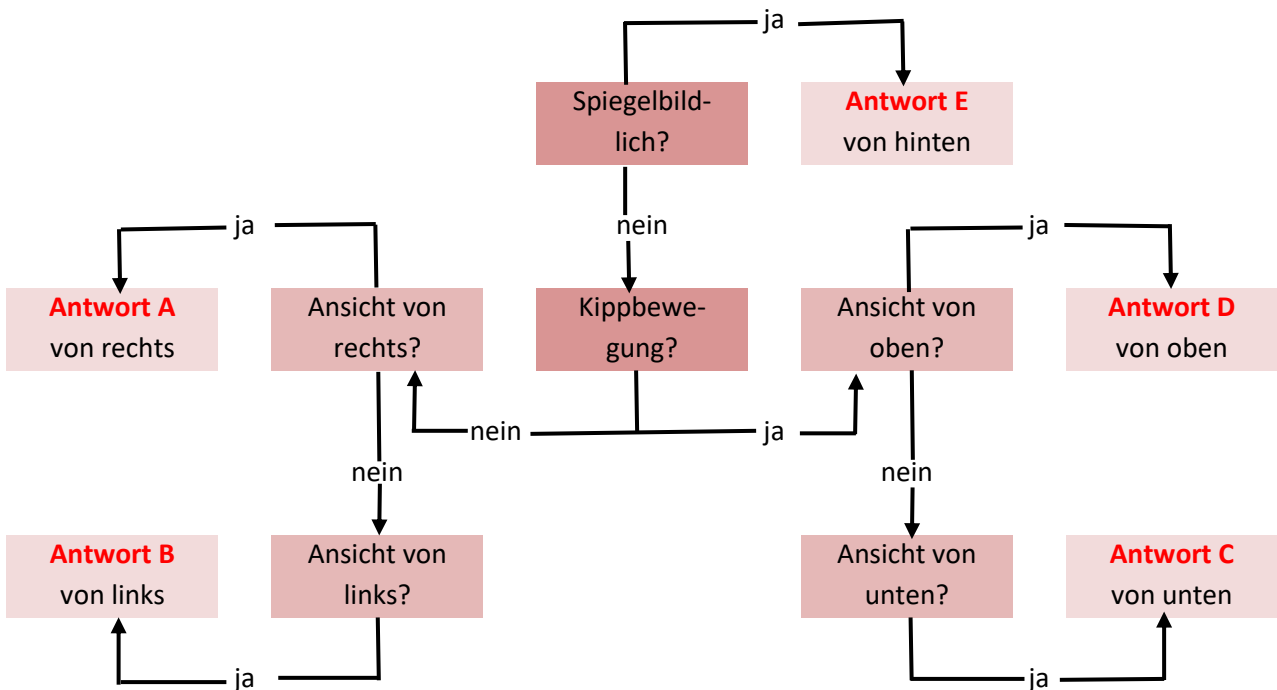 ja
Spiegelbild-
lich?
Antwort E
von hinten
nein
ja
ja
Antwort A
von rechts
Ansicht von
rechts?
Kippbewe-
gung?
Ansicht von
oben?
Antwort D
von oben
nein
ja
nein
nein
Antwort B
von links
Ansicht von
links?
Ansicht von
unten?
Antwort C
von unten
ja
ja